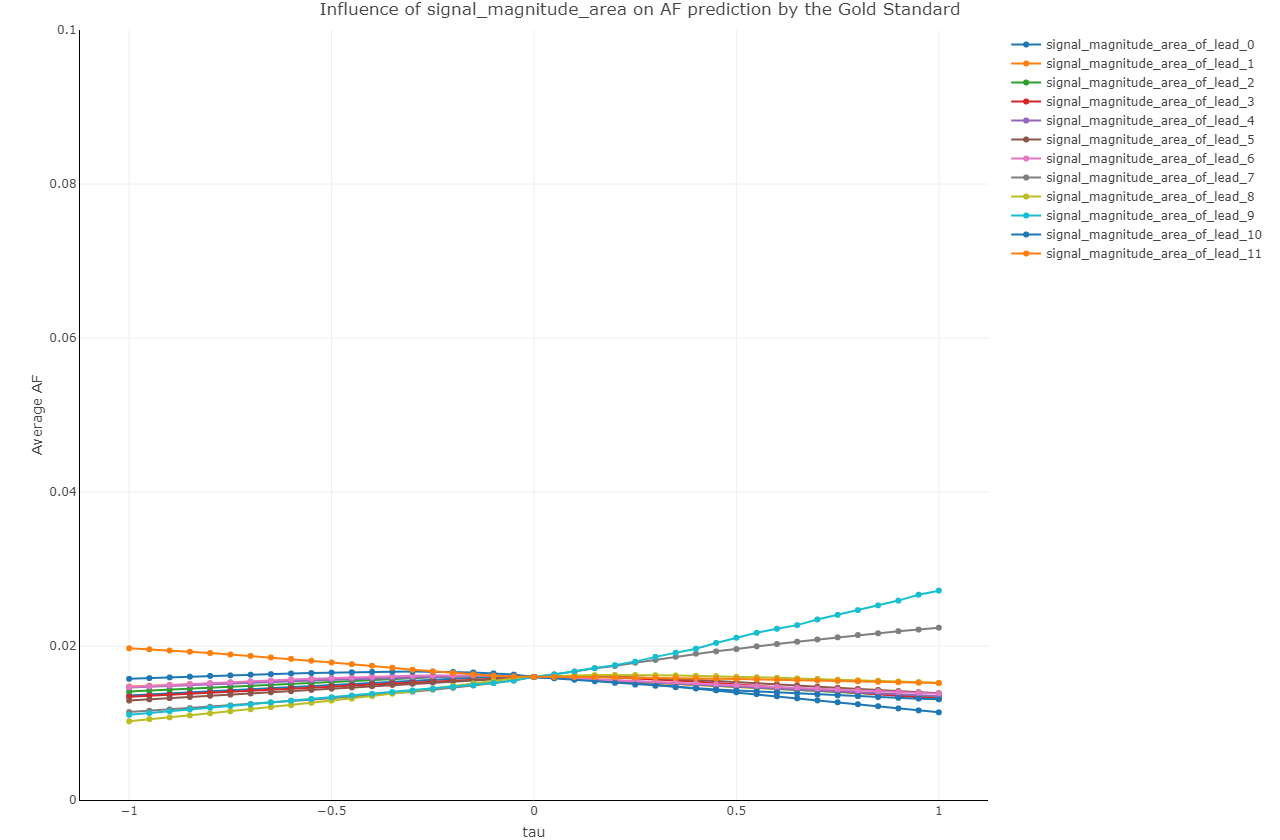 Influence of signal_magnitude_area on AF prediction by the Gold Standard
0.1
0.08
0.06
0.04
0.02
0
Average AF
−1
−0.5
0
0.5
1
tau
signal_magnitude_area_of_lead_0
signal_magnitude_area_of_lead_1
signal_magnitude_area_of_lead_2
signal_magnitude_area_of_lead_3
signal_magnitude_area_of_lead_4
signal_magnitude_area_of_lead_5
signal_magnitude_area_of_lead_6
signal_magnitude_area_of_lead_7
signal_magnitude_area_of_lead_8
signal_magnitude_area_of_lead_9
signal_magnitude_area_of_lead_10
signal_magnitude_area_of_lead_11